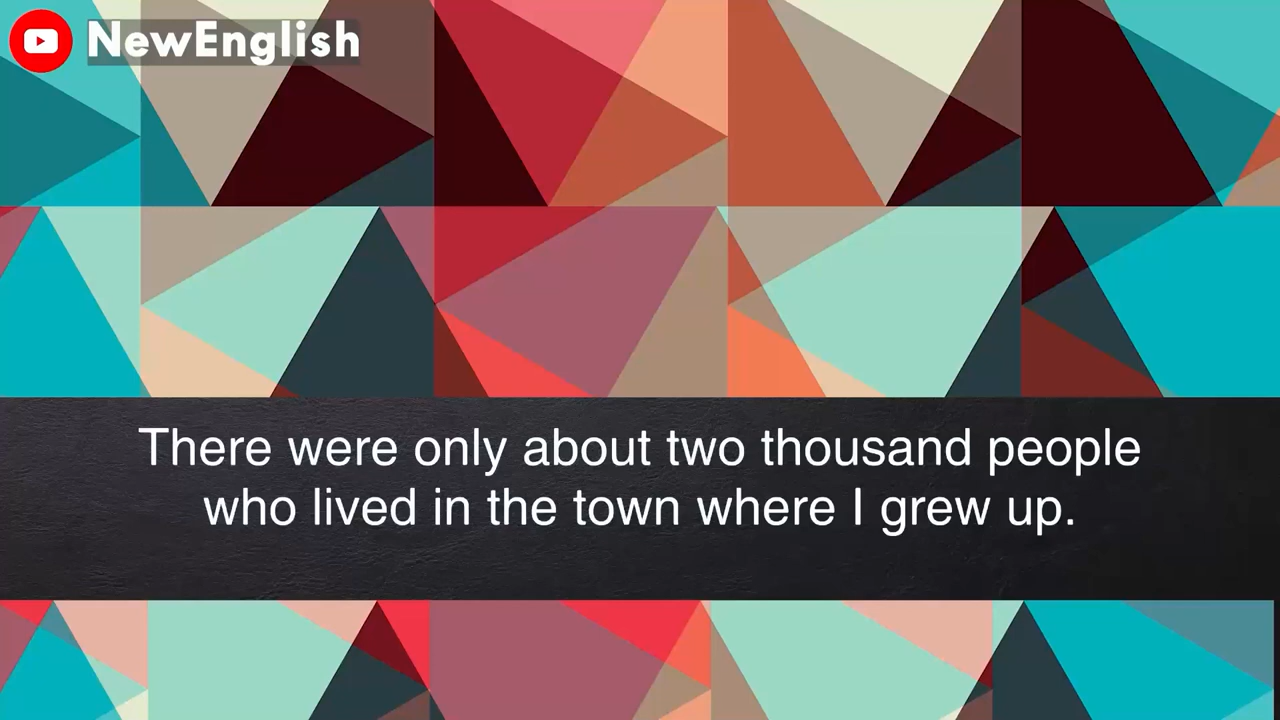 NewEnglish
There were only about two thousand people
who lived in the town where I grew up.